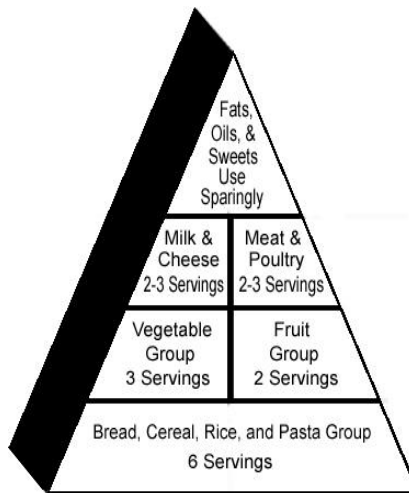 Fats,
Oils, &
Sweets
Use
Sparingly
Milk &
Cheese
2-3 Servings
Meat &
Poultry
2-3 Servings
Vegetable
Group
3 Servings
Fruit
Group
2 Servings
Bread, Cereal, Rice, and Pasta Group
6 Servings